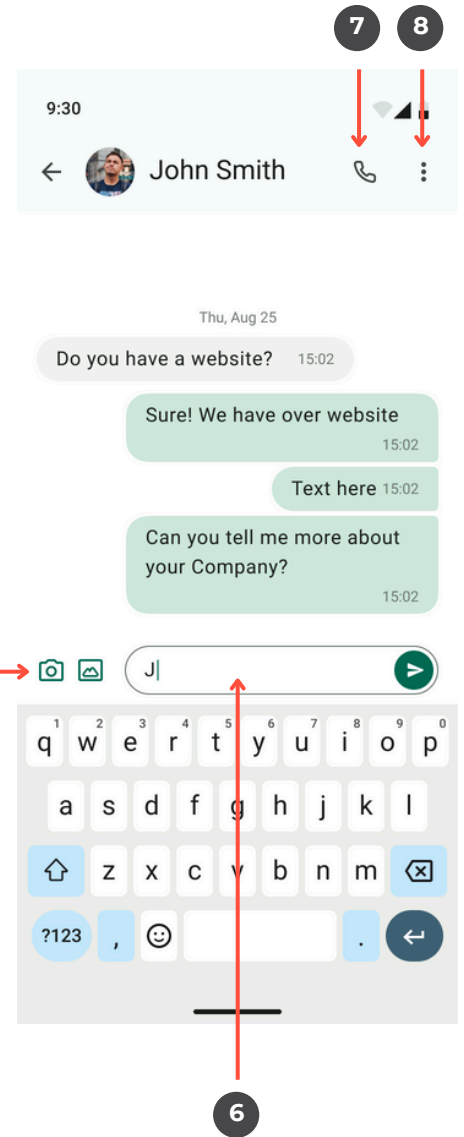 7 8
9:30
John Smith
Thu, Aug 25
Do you have a website? 15:02
Sure! We have over website
15:02
Text here 15:02
Can you tell me more about
your Company?
15:02
J
1 2 3 4 5 6 7 8 9 0
q w e r t y u i o p
a s d f g h j k l
z x c v b n m
?123 , .
6